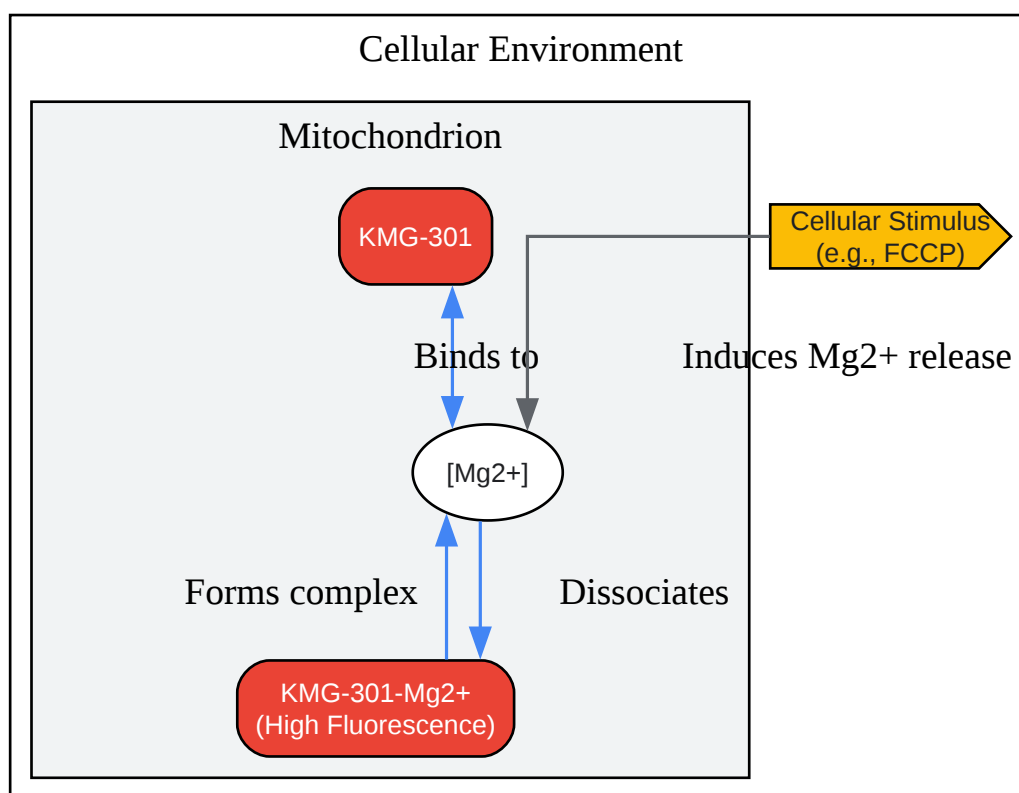 Cellular Environment
Mitochondrion
KMG-301
Cellular Stimulus
(e.g., FCCP)
Binds to
Induces Mg2+ release
[Mg2+]
Forms complex
Dissociates
KMG-301-Mg2+
(High Fluorescence)